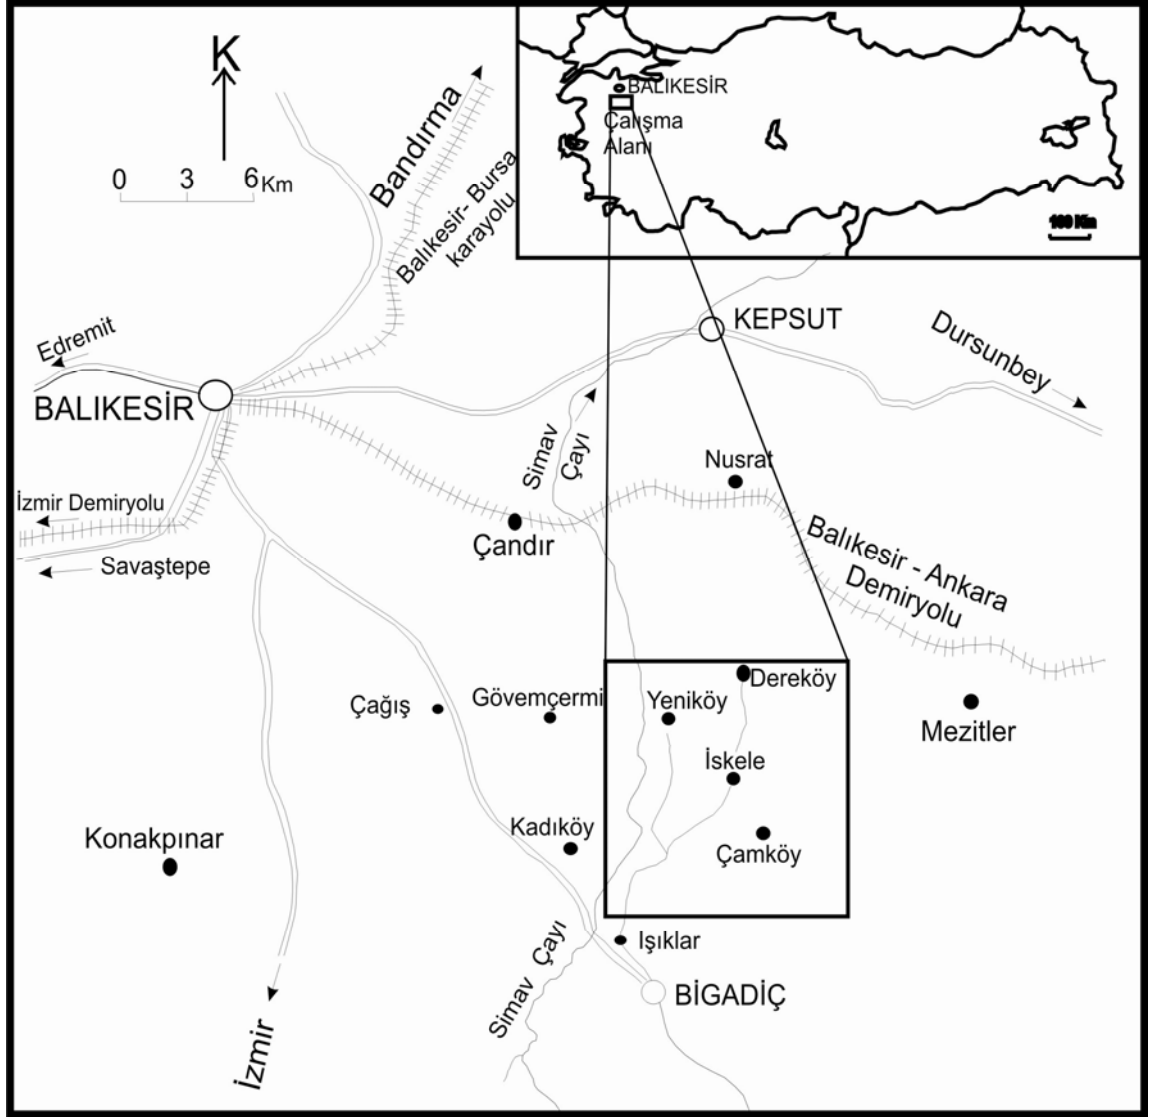 K
0 3 6 Km
Bandırma
Balıkesir- Bursa
karayolu
BALIKESİR
Çalışma
Alanı
100 Km
KEPSUT
Dursunbey
Edremit
BALIKESİR
Simav
Çayı
Nusrat
İzmir Demiryolu
Çandır
Savaştepe
Balıkesir - Ankara
Demiryolu
Dereköy
Çağış
Gövemçermi
Yeniköy
Mezitler
İskele
Konakpınar
Kadıköy
Çamköy
Simav Çayı
Işıklar
BİGADİÇ
İzmir